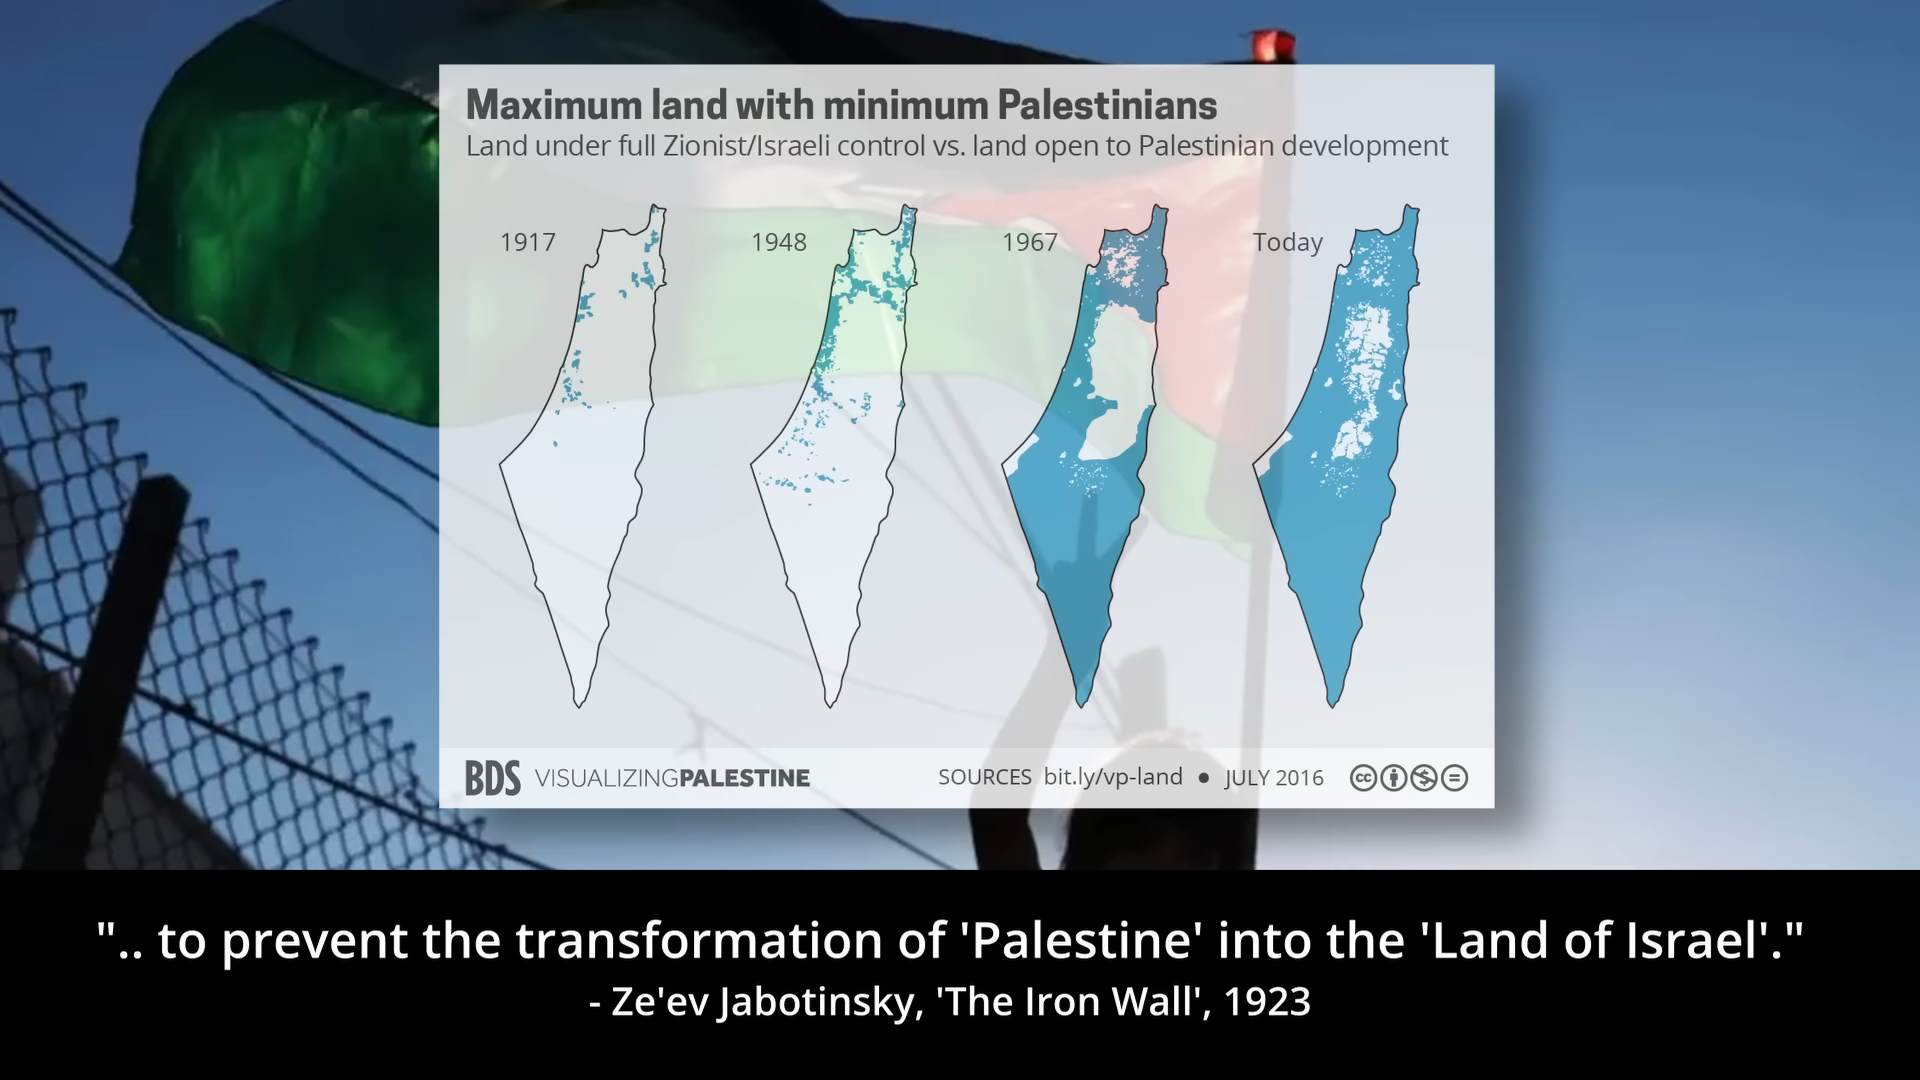 Maximum land with minimum Palestinians
Land under full Zionist/Israeli control vs. land open to Palestinian development
1917
1948
1967
Today
BDS VISUALIZINGPALESTINE
SOURCES bit.ly/vp-land ● JULY 2016
cc
".. to prevent the transformation of 'Palestine' into the 'Land of Israel'."
- Ze'ev Jabotinsky, 'The Iron Wall', 1923